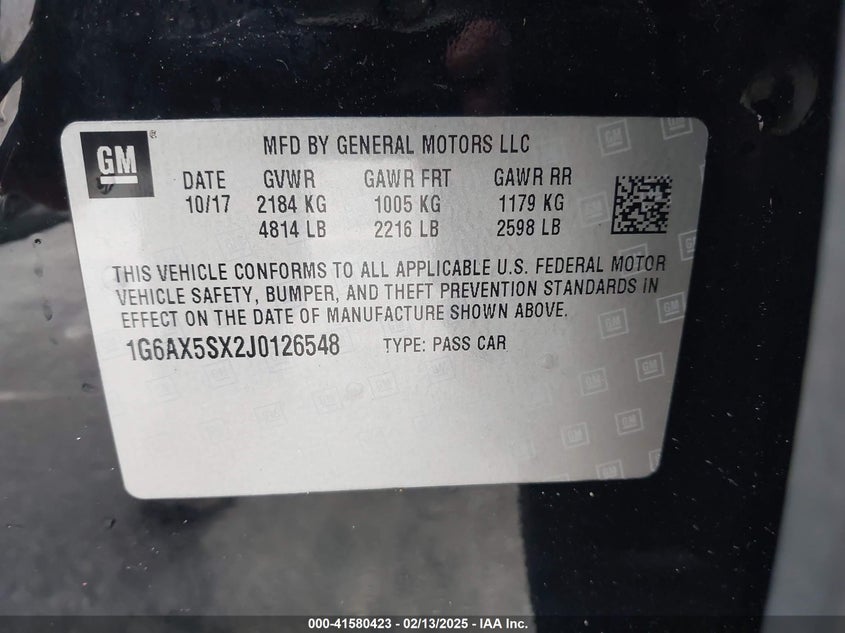 GM
MFD BY GENERAL MOTORS LLC
DATE GVWR GAWR FRT GAWR RR
10/17 2184 KG 1005 KG 1179 KG
4814 LB 2216 LB 2598 LB
THIS VEHICLE CONFORMS TO ALL APPLICABLE U.S. FEDERAL MOTOR
VEHICLE SAFETY, BUMPER, AND THEFT PREVENTION STANDARDS IN
EFFECT ON THE DATE OF MANUFACTURE SHOWN ABOVE.
1G6AX5SX2J0126548 TYPE: PASS CAR
000-41580423 - 02/13/2025 - IAA Inc.